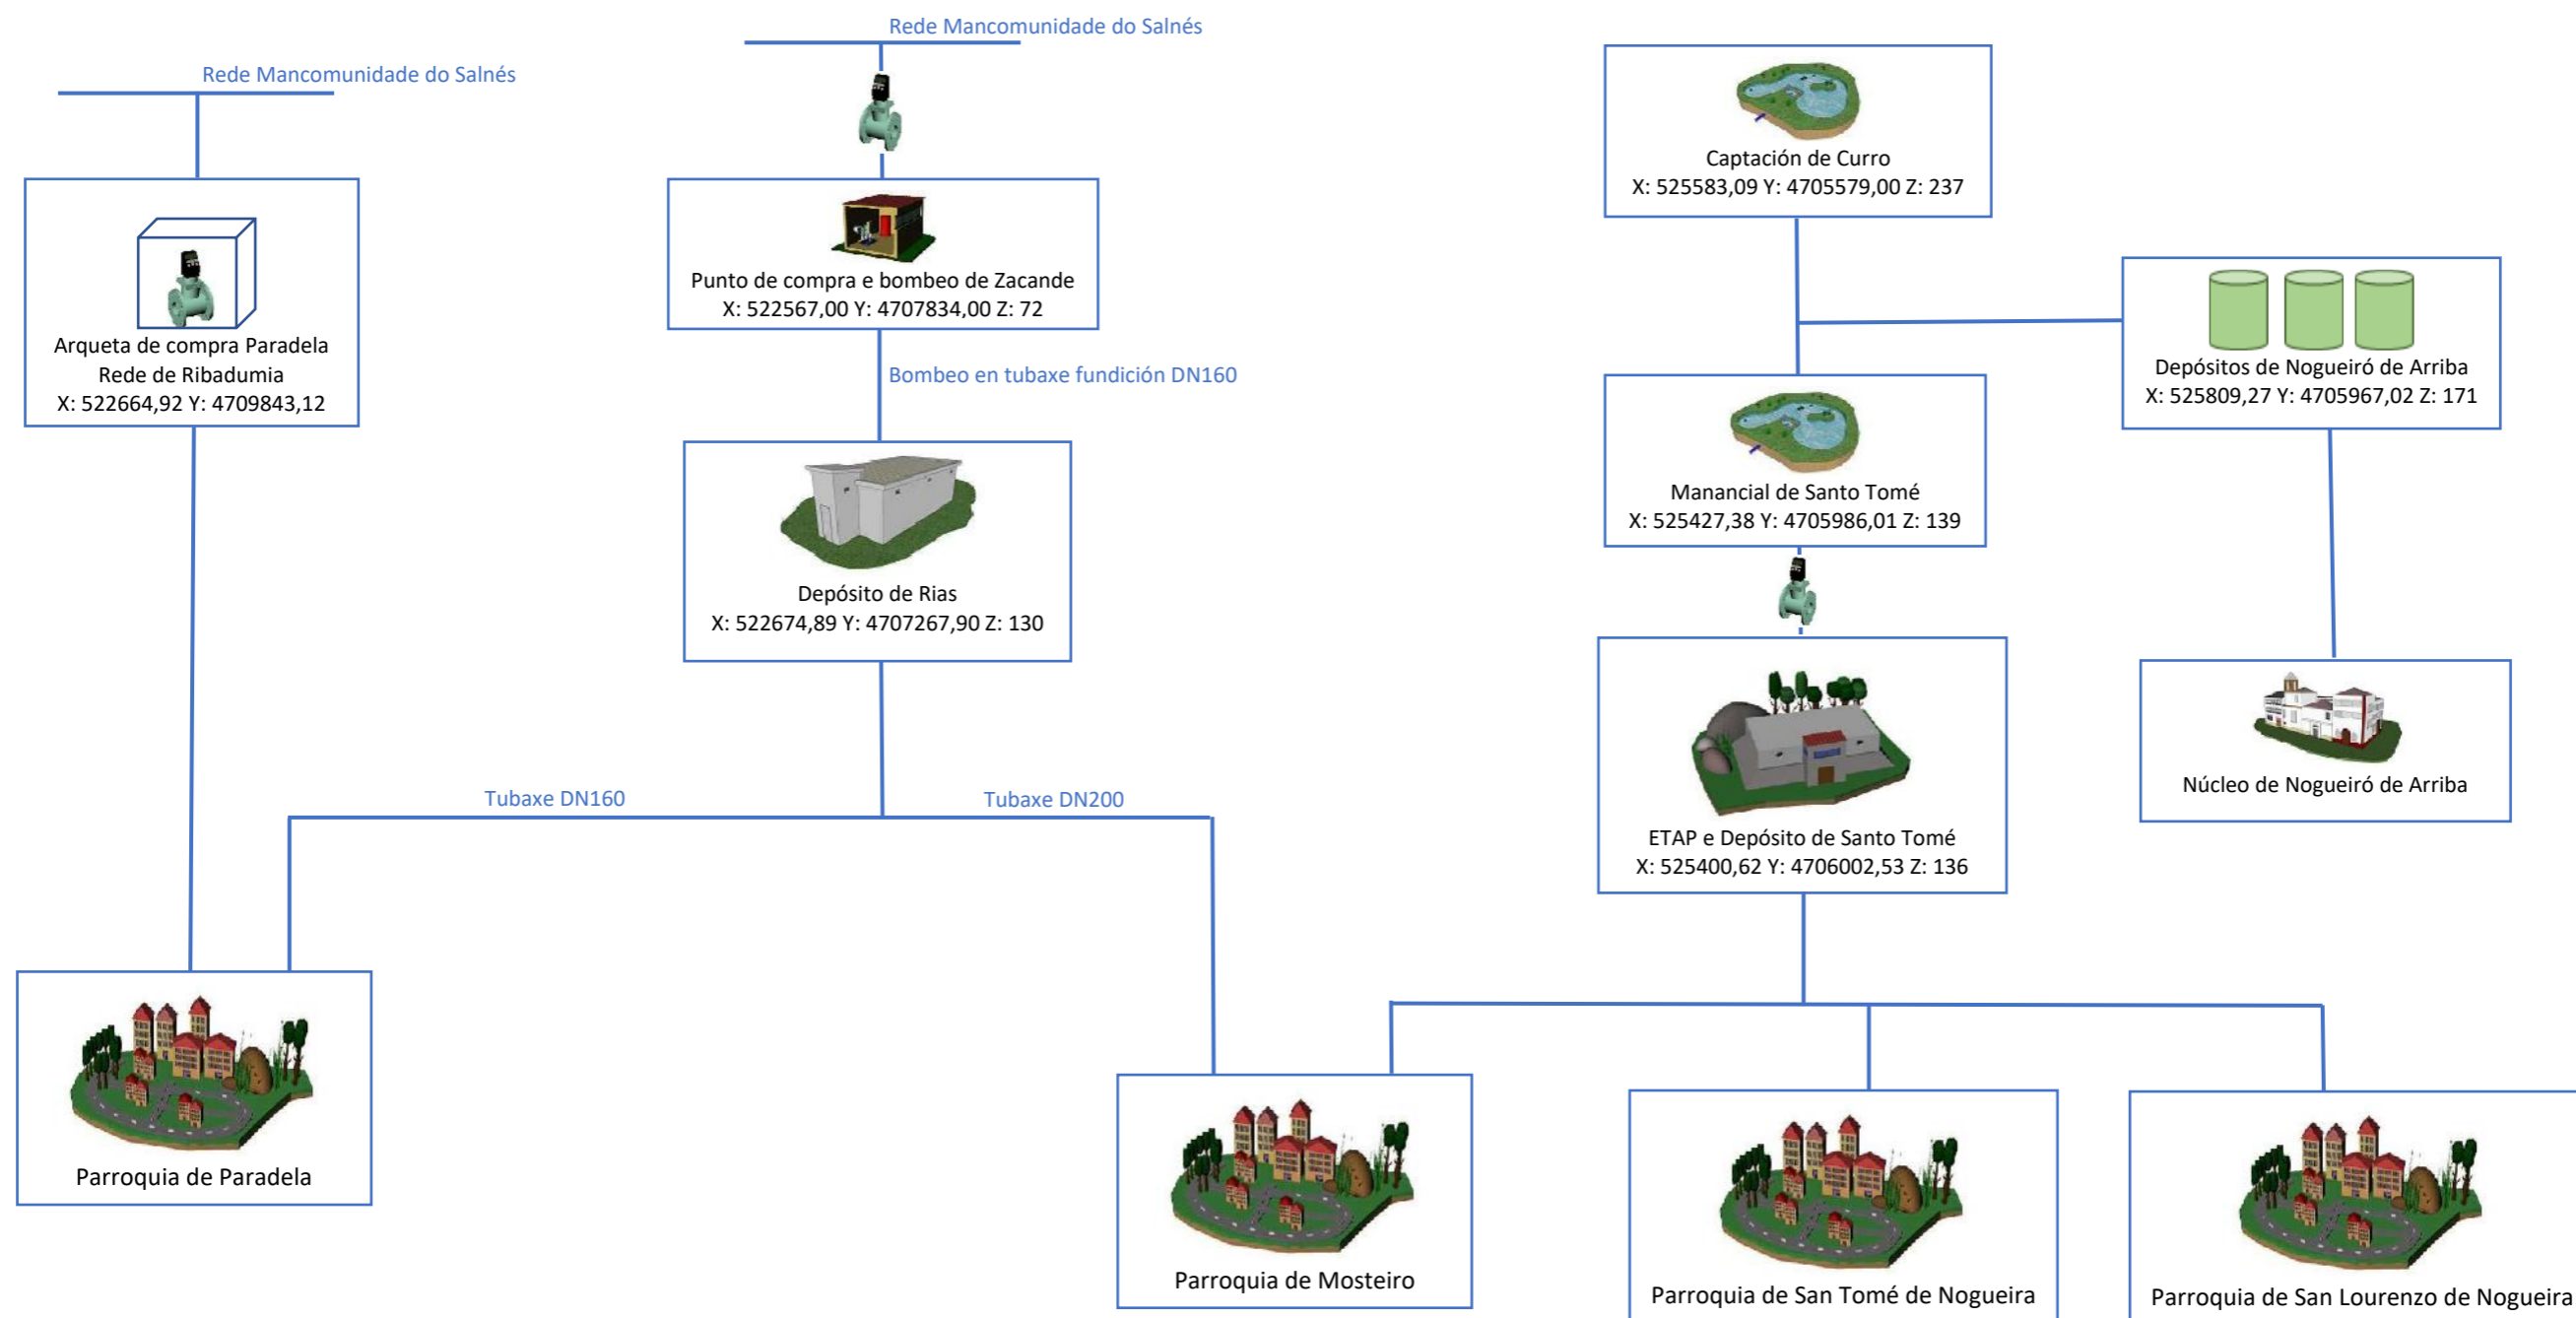 Rede Mancomunidade do Salnés
Rede Mancomunidade do Salnés
Arqueta de compra Paradela
Rede de Ribadumia
X: 522664,92 Y: 4709843,12
Punto de compra e bombeo de Zacande
X: 522567,00 Y: 4707834,00 Z: 72
Bombeo en tubaxe fundición DN160
Depósito de Rias
X: 522674,89 Y: 4707267,90 Z: 130
Tubaxe DN160
Tubaxe DN200
Captación de Curro
X: 525583,09 Y: 4705579,00 Z: 237
Depósitos de Nogueiró de Arriba
X: 525809,27 Y: 4705967,02 Z: 171
Manancial de Santo Tomé
X: 525427,38 Y: 4705986,01 Z: 139
ETAP e Depósito de Santo Tomé
X: 525400,62 Y: 4706002,53 Z: 136
Núcleo de Nogueiró de Arriba
Parroquia de Paradela
Parroquia de Mosteiro
Parroquia de San Tomé de Nogueira
Parroquia de San Lourenzo de Nogueira